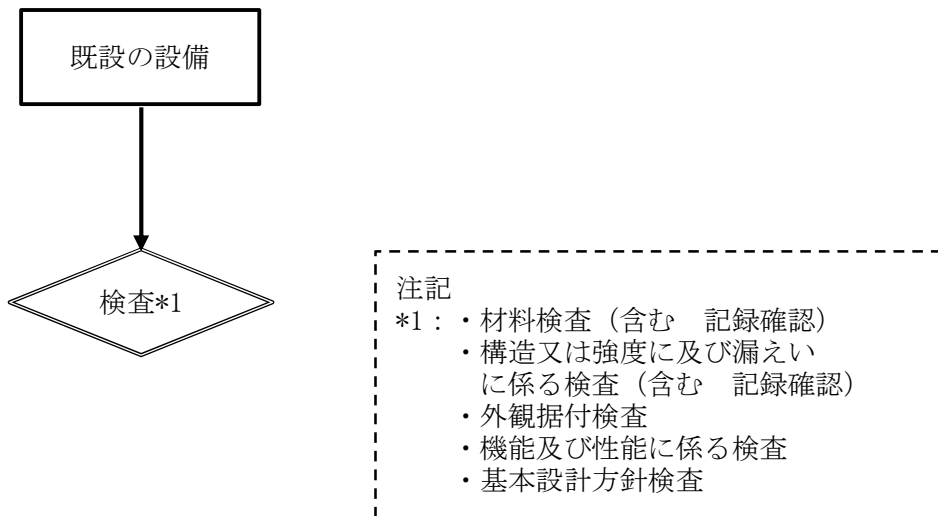 既設の設備
検査*1
注記
*1：・材料検査（含む　記録確認）
・構造又は強度に及び漏えい
に係る検査（含む　記録確認）
・外観据付検査
・機能及び性能に係る検査
・基本設計方針検査